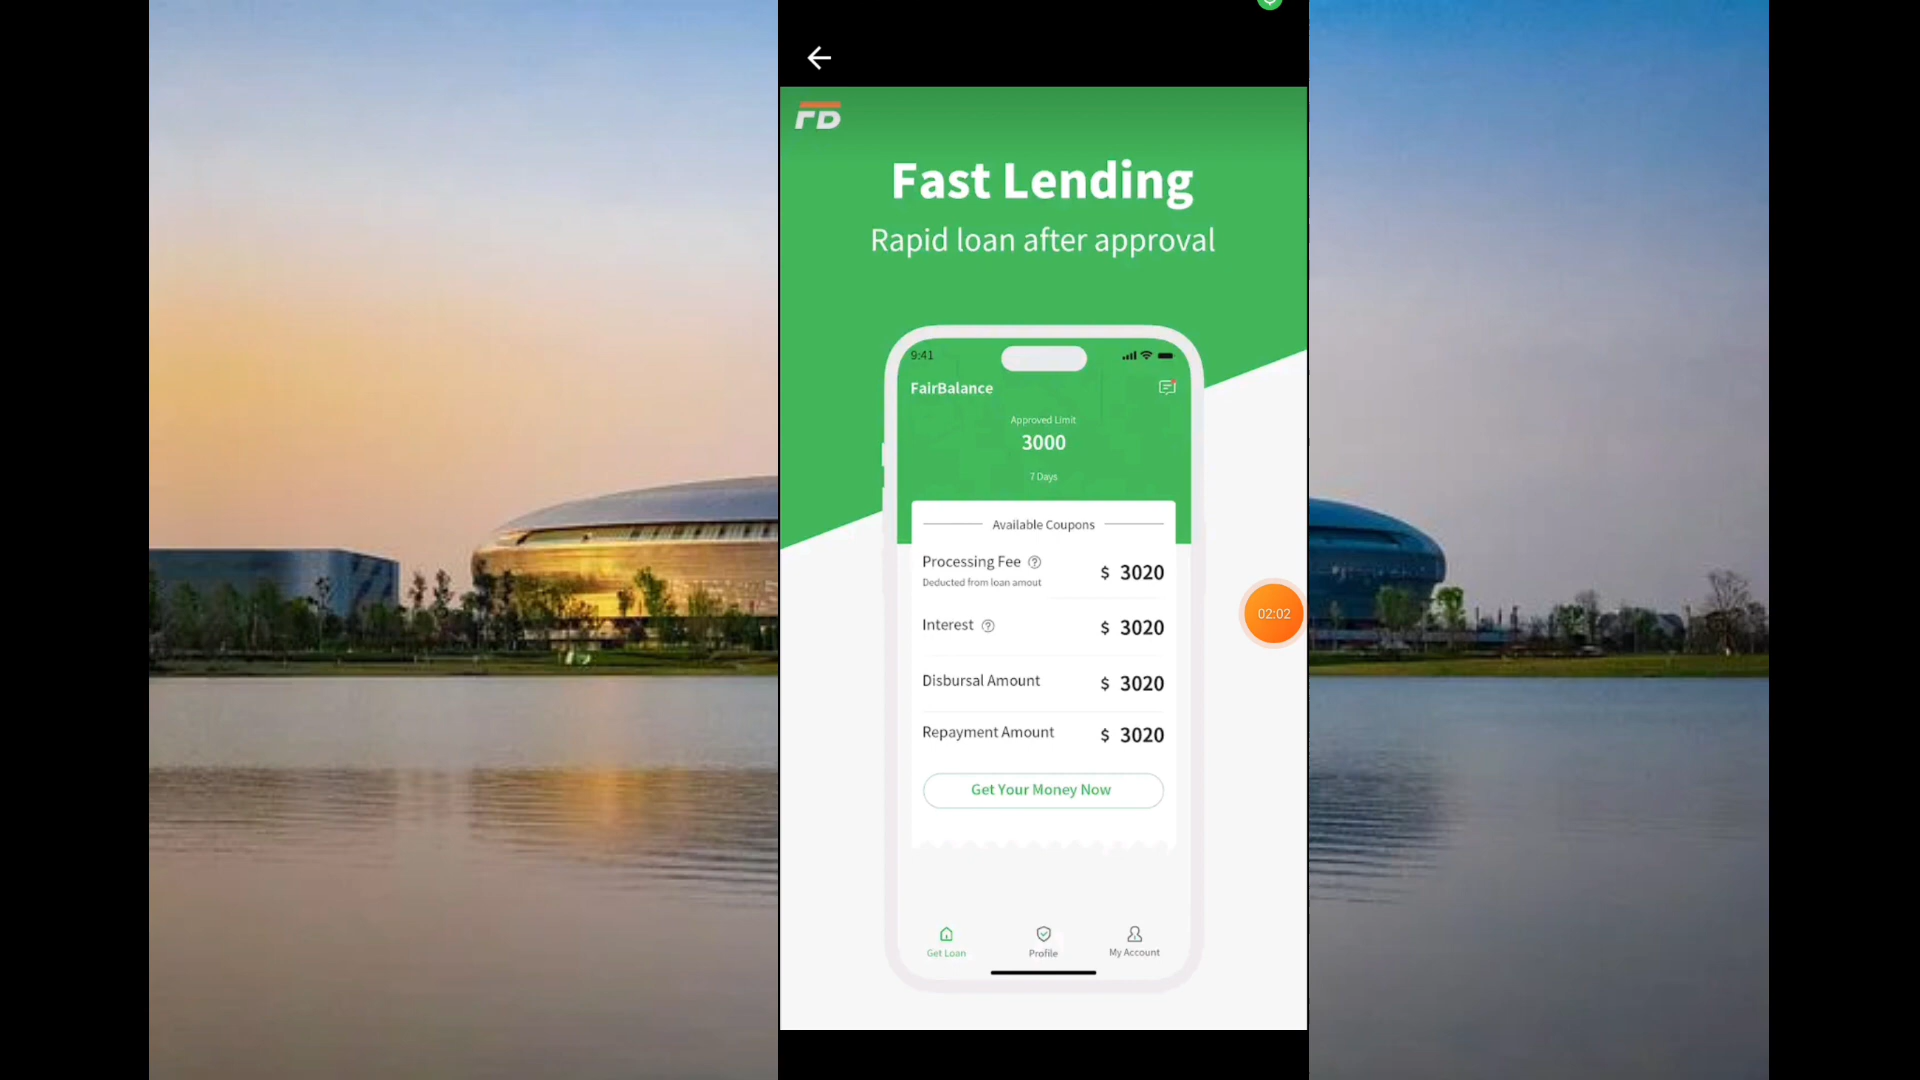 FD
Fast Lending
Rapid loan after approval
9:41
FairBalance
Approved Limit
3000
7 Days
Available Coupons
Processing Fee
$ 3020
Deducted from loan amout
Interest
$ 3020
Disbursal Amount
$ 3020
Repayment Amount
$ 3020
Get Your Money Now
02:02
Get Loan
Profile
My Account